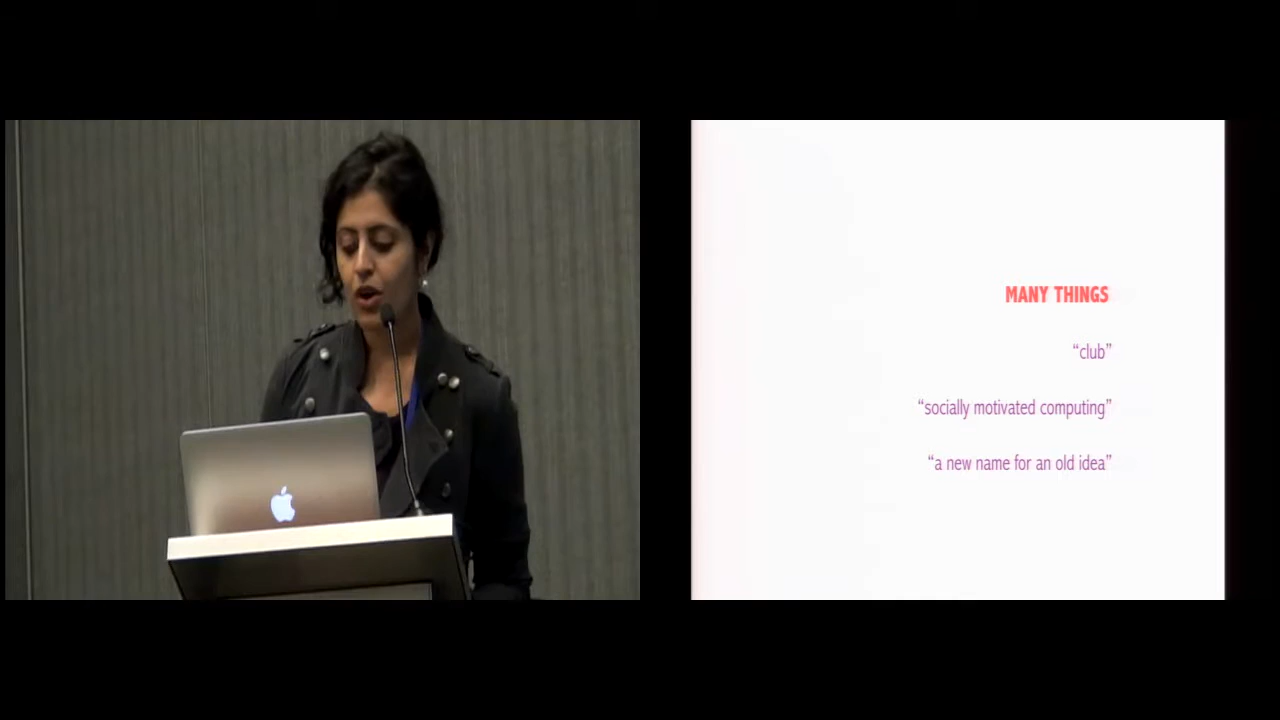 MANY THINGS
“club”
“socially motivated computing”
“a new name for an old idea”